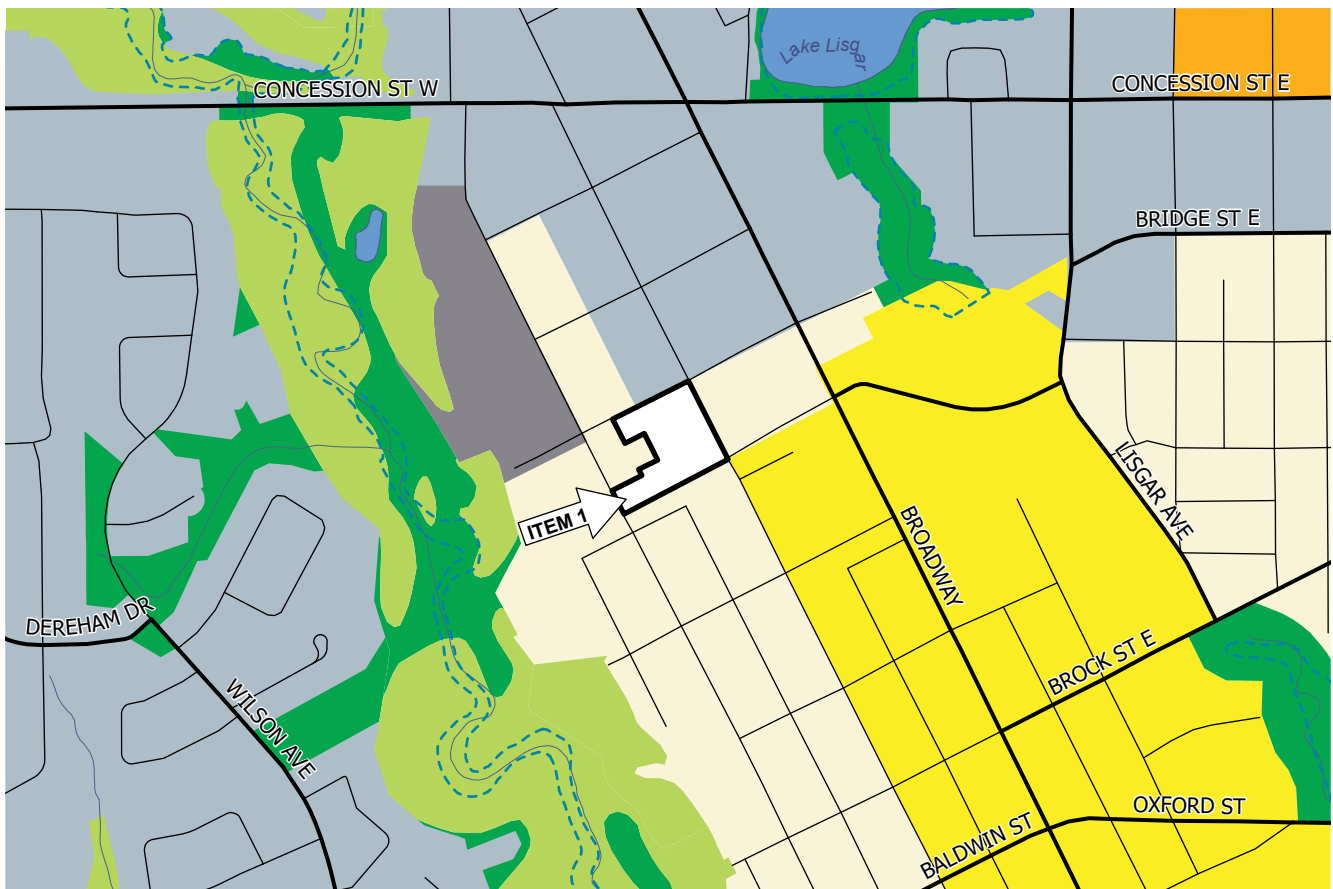 Lake Lisgar
CONCESSION ST W
CONCESSION ST E
BRIDGE ST E
LISGAR AVE
ITEM 1
BROADWAY
DEREHAM DR
BROCK ST E
WILSON AVE
OXFORD ST
BALDWIN ST